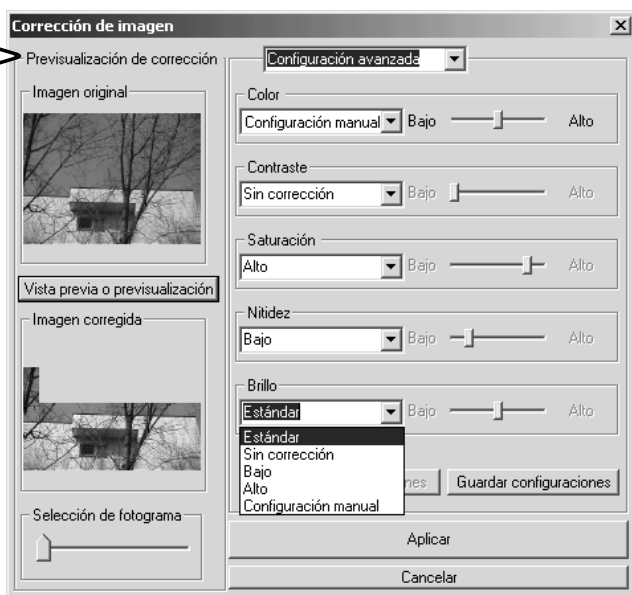 Corrección de imagen
Previsualización de corrección
Configuración avanzada
Imagen original
Color
Configuración manual Bajo Alto
Contraste
Sin corrección Bajo Alto
Saturación
Alto Bajo Alto
Vista previa o previsualización
Imagen corregida
Nitidez
Bajo Bajo Alto
Brillo
Estándar Bajo Alto
Estándar
Sin corrección
Bajo
Alto
Configuración manual
Guardar configuraciones
Selección de fotograma
Aplicar
Cancelar